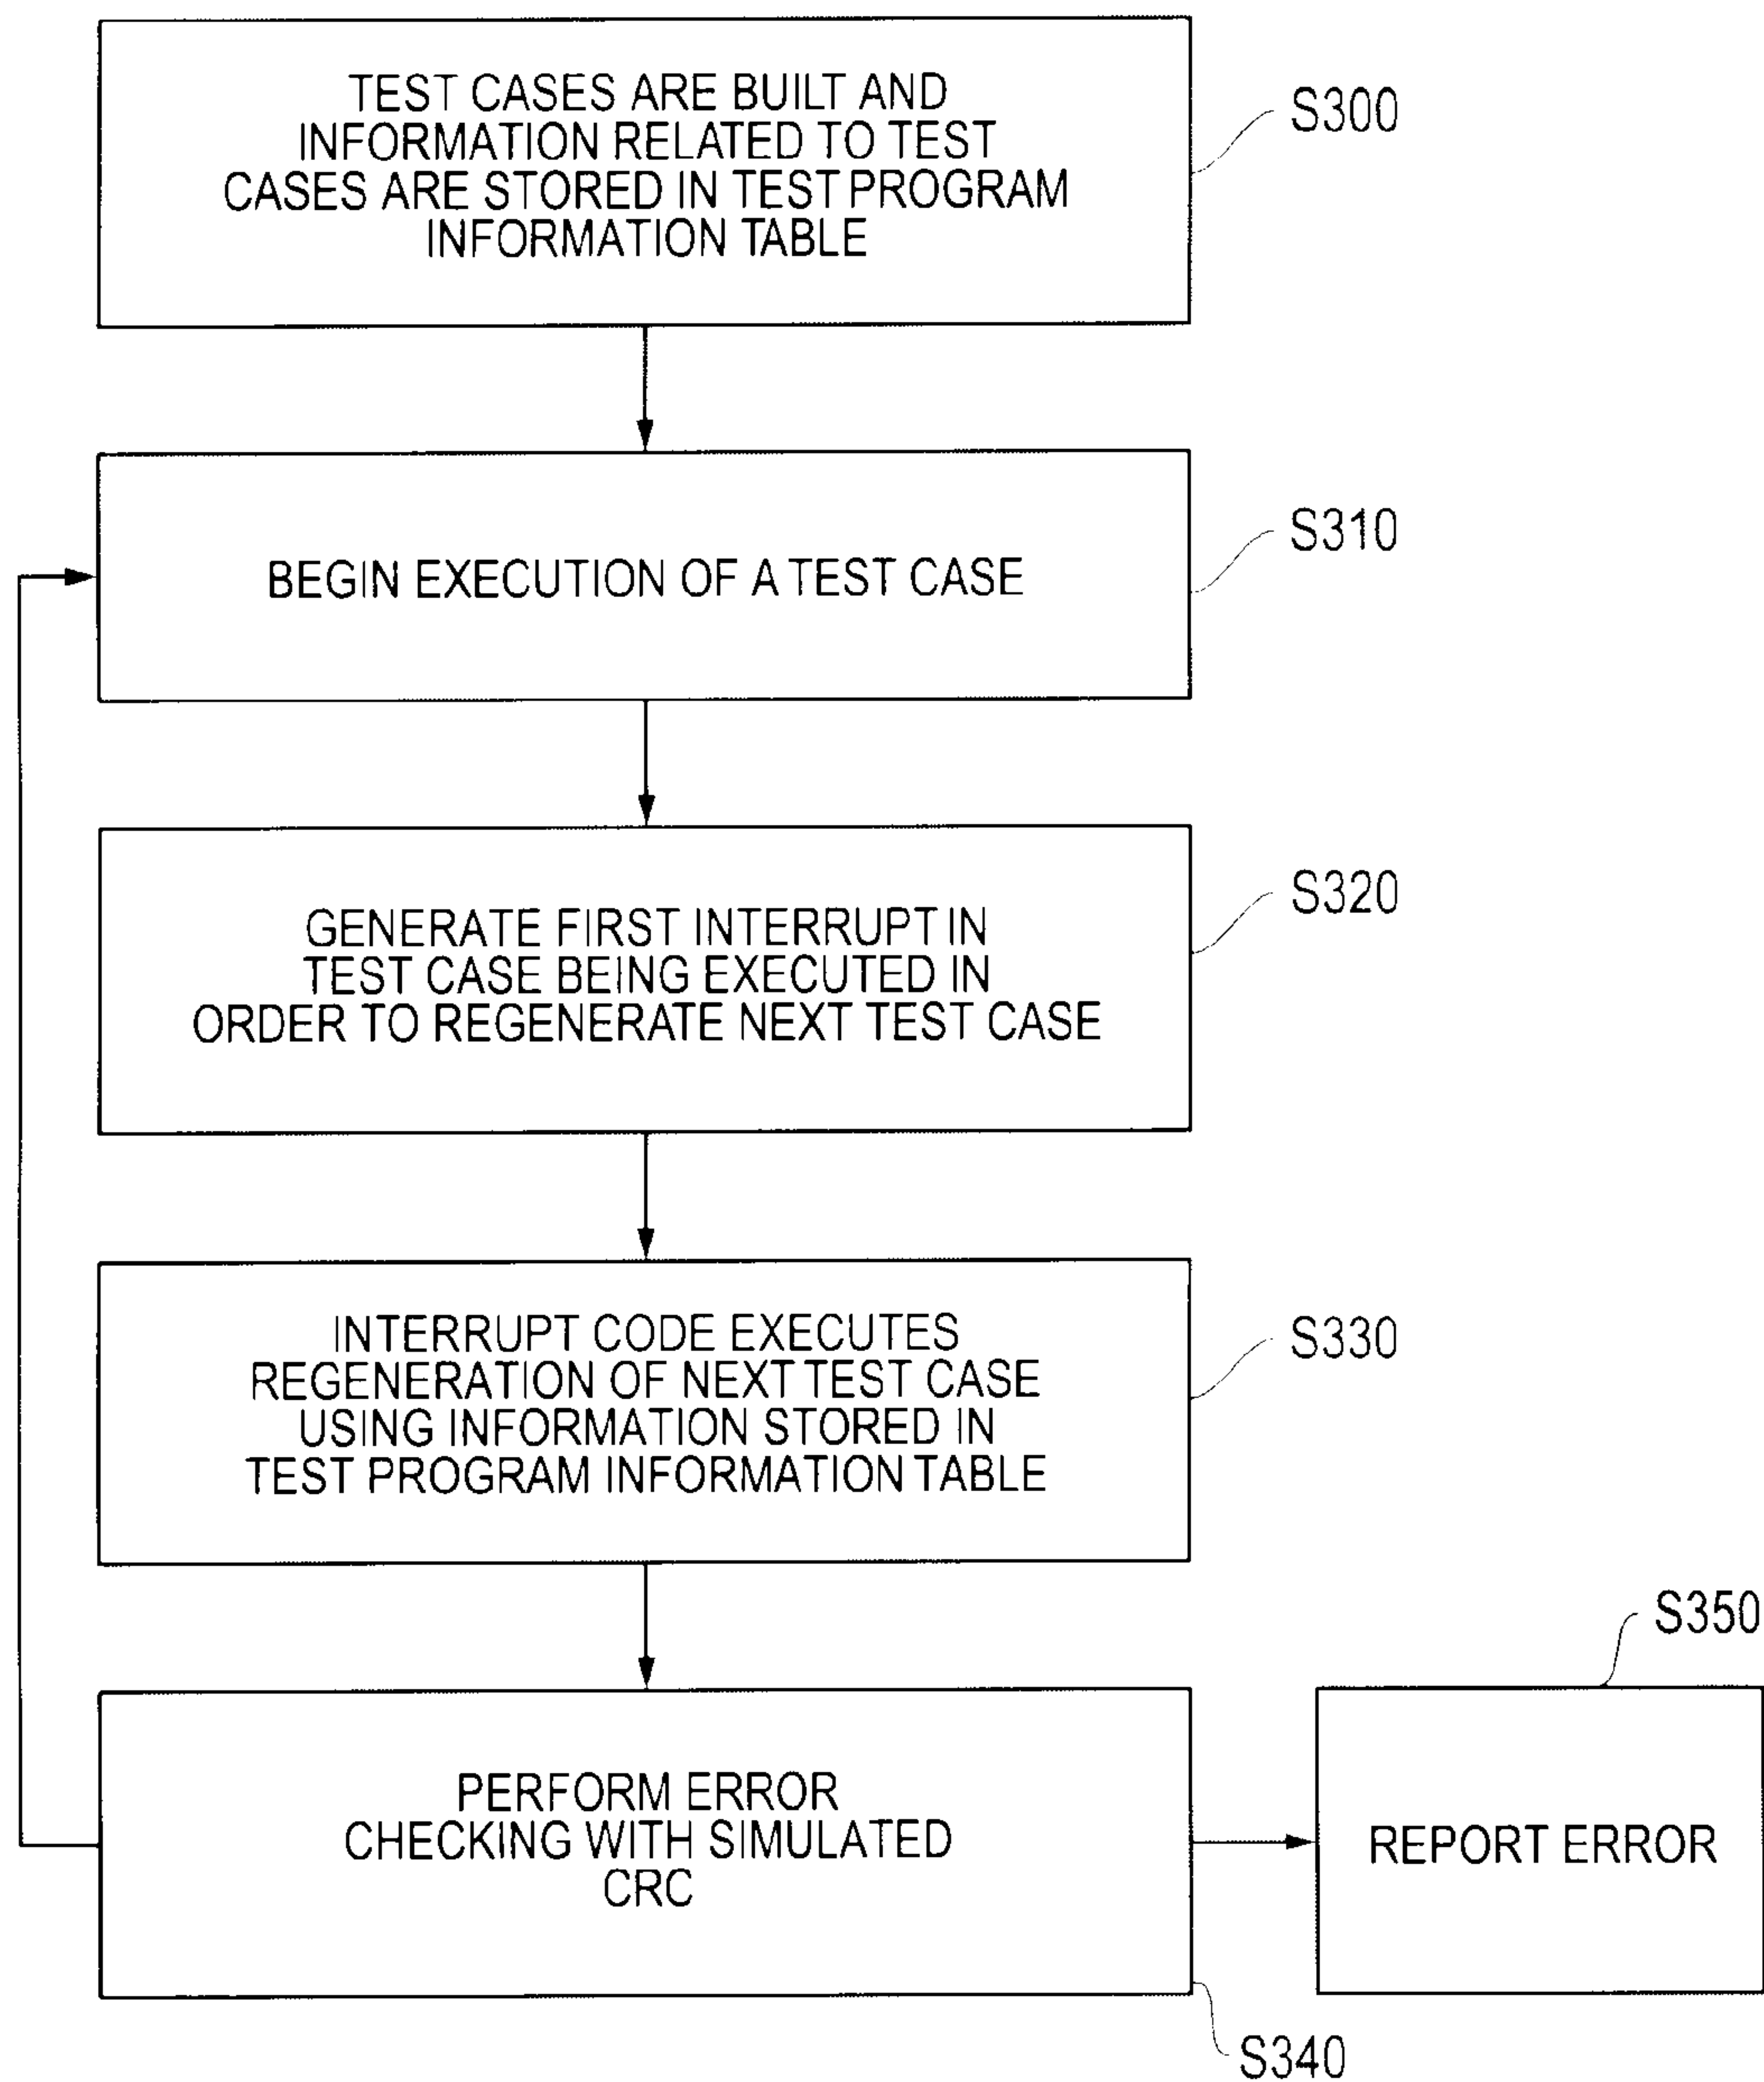 TEST CASES ARE BUILT AND
INFORMATION RELATED TO TEST
CASES ARE STORED IN TEST PROGRAM
INFORMATION TABLE
S300
BEGIN EXECUTION OF A TEST CASE
S310
GENERATE FIRST INTERRUPT IN
TEST CASE BEING EXECUTED IN
ORDER TO REGENERATE NEXT TEST CASE
S320
INTERRUPT CODE EXECUTES
REGENERATION OF NEXT TEST CASE
USING INFORMATION STORED IN
TEST PROGRAM INFORMATION TABLE
S330
PERFORM ERROR
CHECKING WITH SIMULATED
CRC
S340
REPORT ERROR
S350